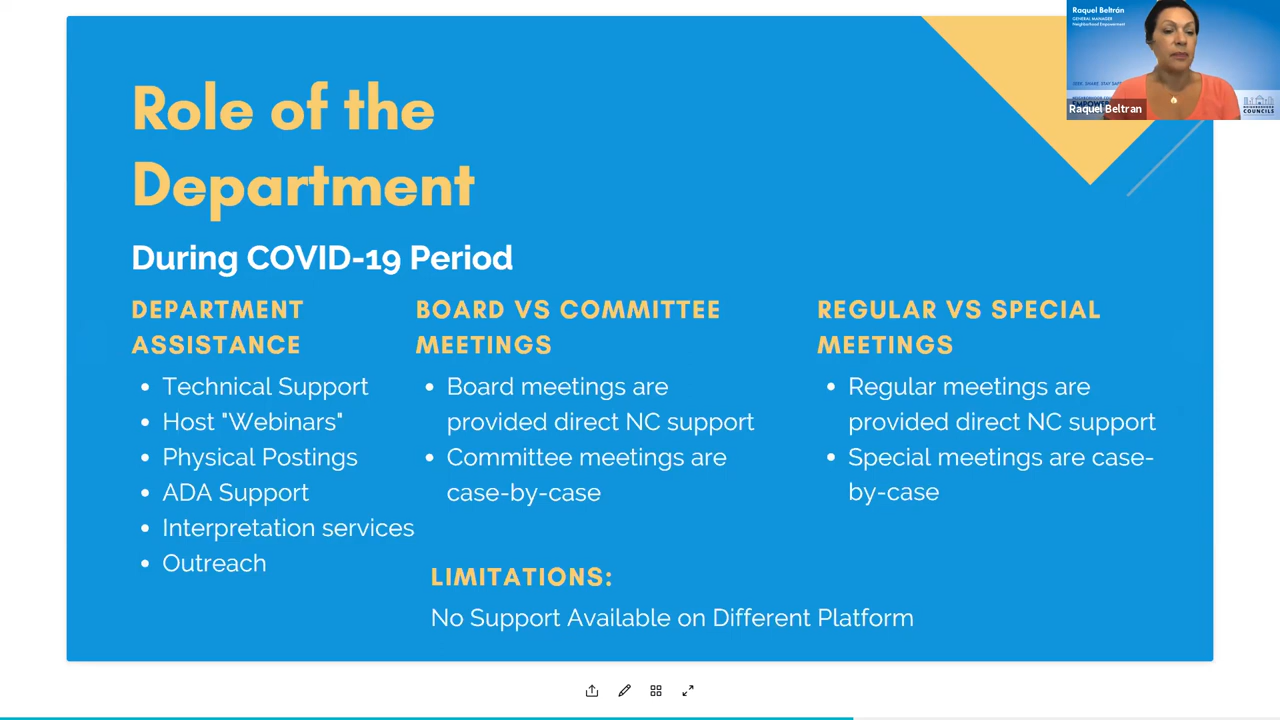 Role of the
Department
During COVID-19 Period
DEPARTMENT
ASSISTANCE
• Technical Support
• Host "Webinars"
• Physical Postings
• ADA Support
• Interpretation services
• Outreach
BOARD VS COMMITTEE
MEETINGS
• Board meetings are
provided direct NC support
• Committee meetings are
case-by-case
REGULAR VS SPECIAL
MEETINGS
• Regular meetings are
provided direct NC support
• Special meetings are case-
by-case
LIMITATIONS:
No Support Available on Different Platform
Raquel Beltrán
GENERAL MANAGER
Neighborhood Empowerment
Raquel Beltran
COUNCILS